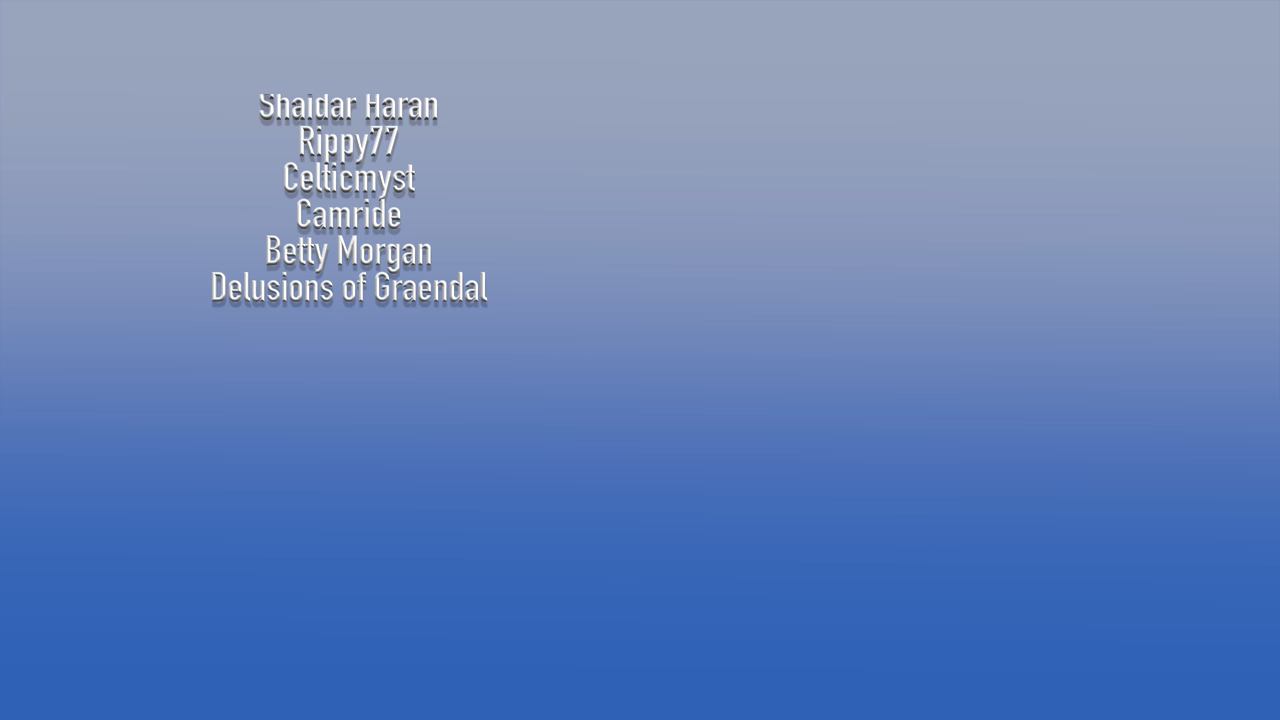 Shaidar Haran
Rippy77
Celticmyst
Camride
Betty Morgan
Delusions of Graendal